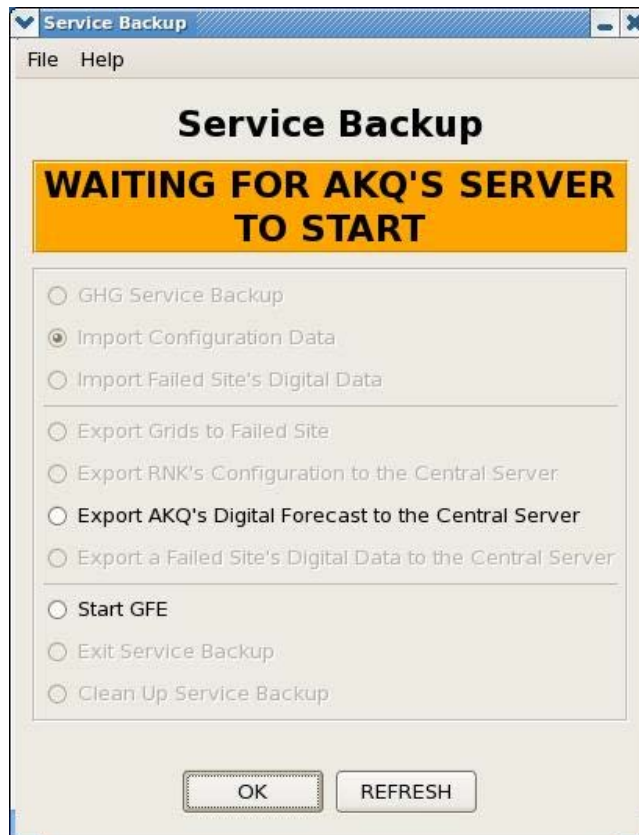 Service Backup
File Help
Service Backup
WAITING FOR AKQ'S SERVER
TO START
GHG Service Backup
Import Configuration Data
Import Failed Site's Digital Data
Export Grids to Failed Site
Export RNK's Configuration to the Central Server
Export AKQ's Digital Forecast to the Central Server
Export a Failed Site's Digital Data to the Central Server
Start GFE
Exit Service Backup
Clean Up Service Backup
OK REFRESH